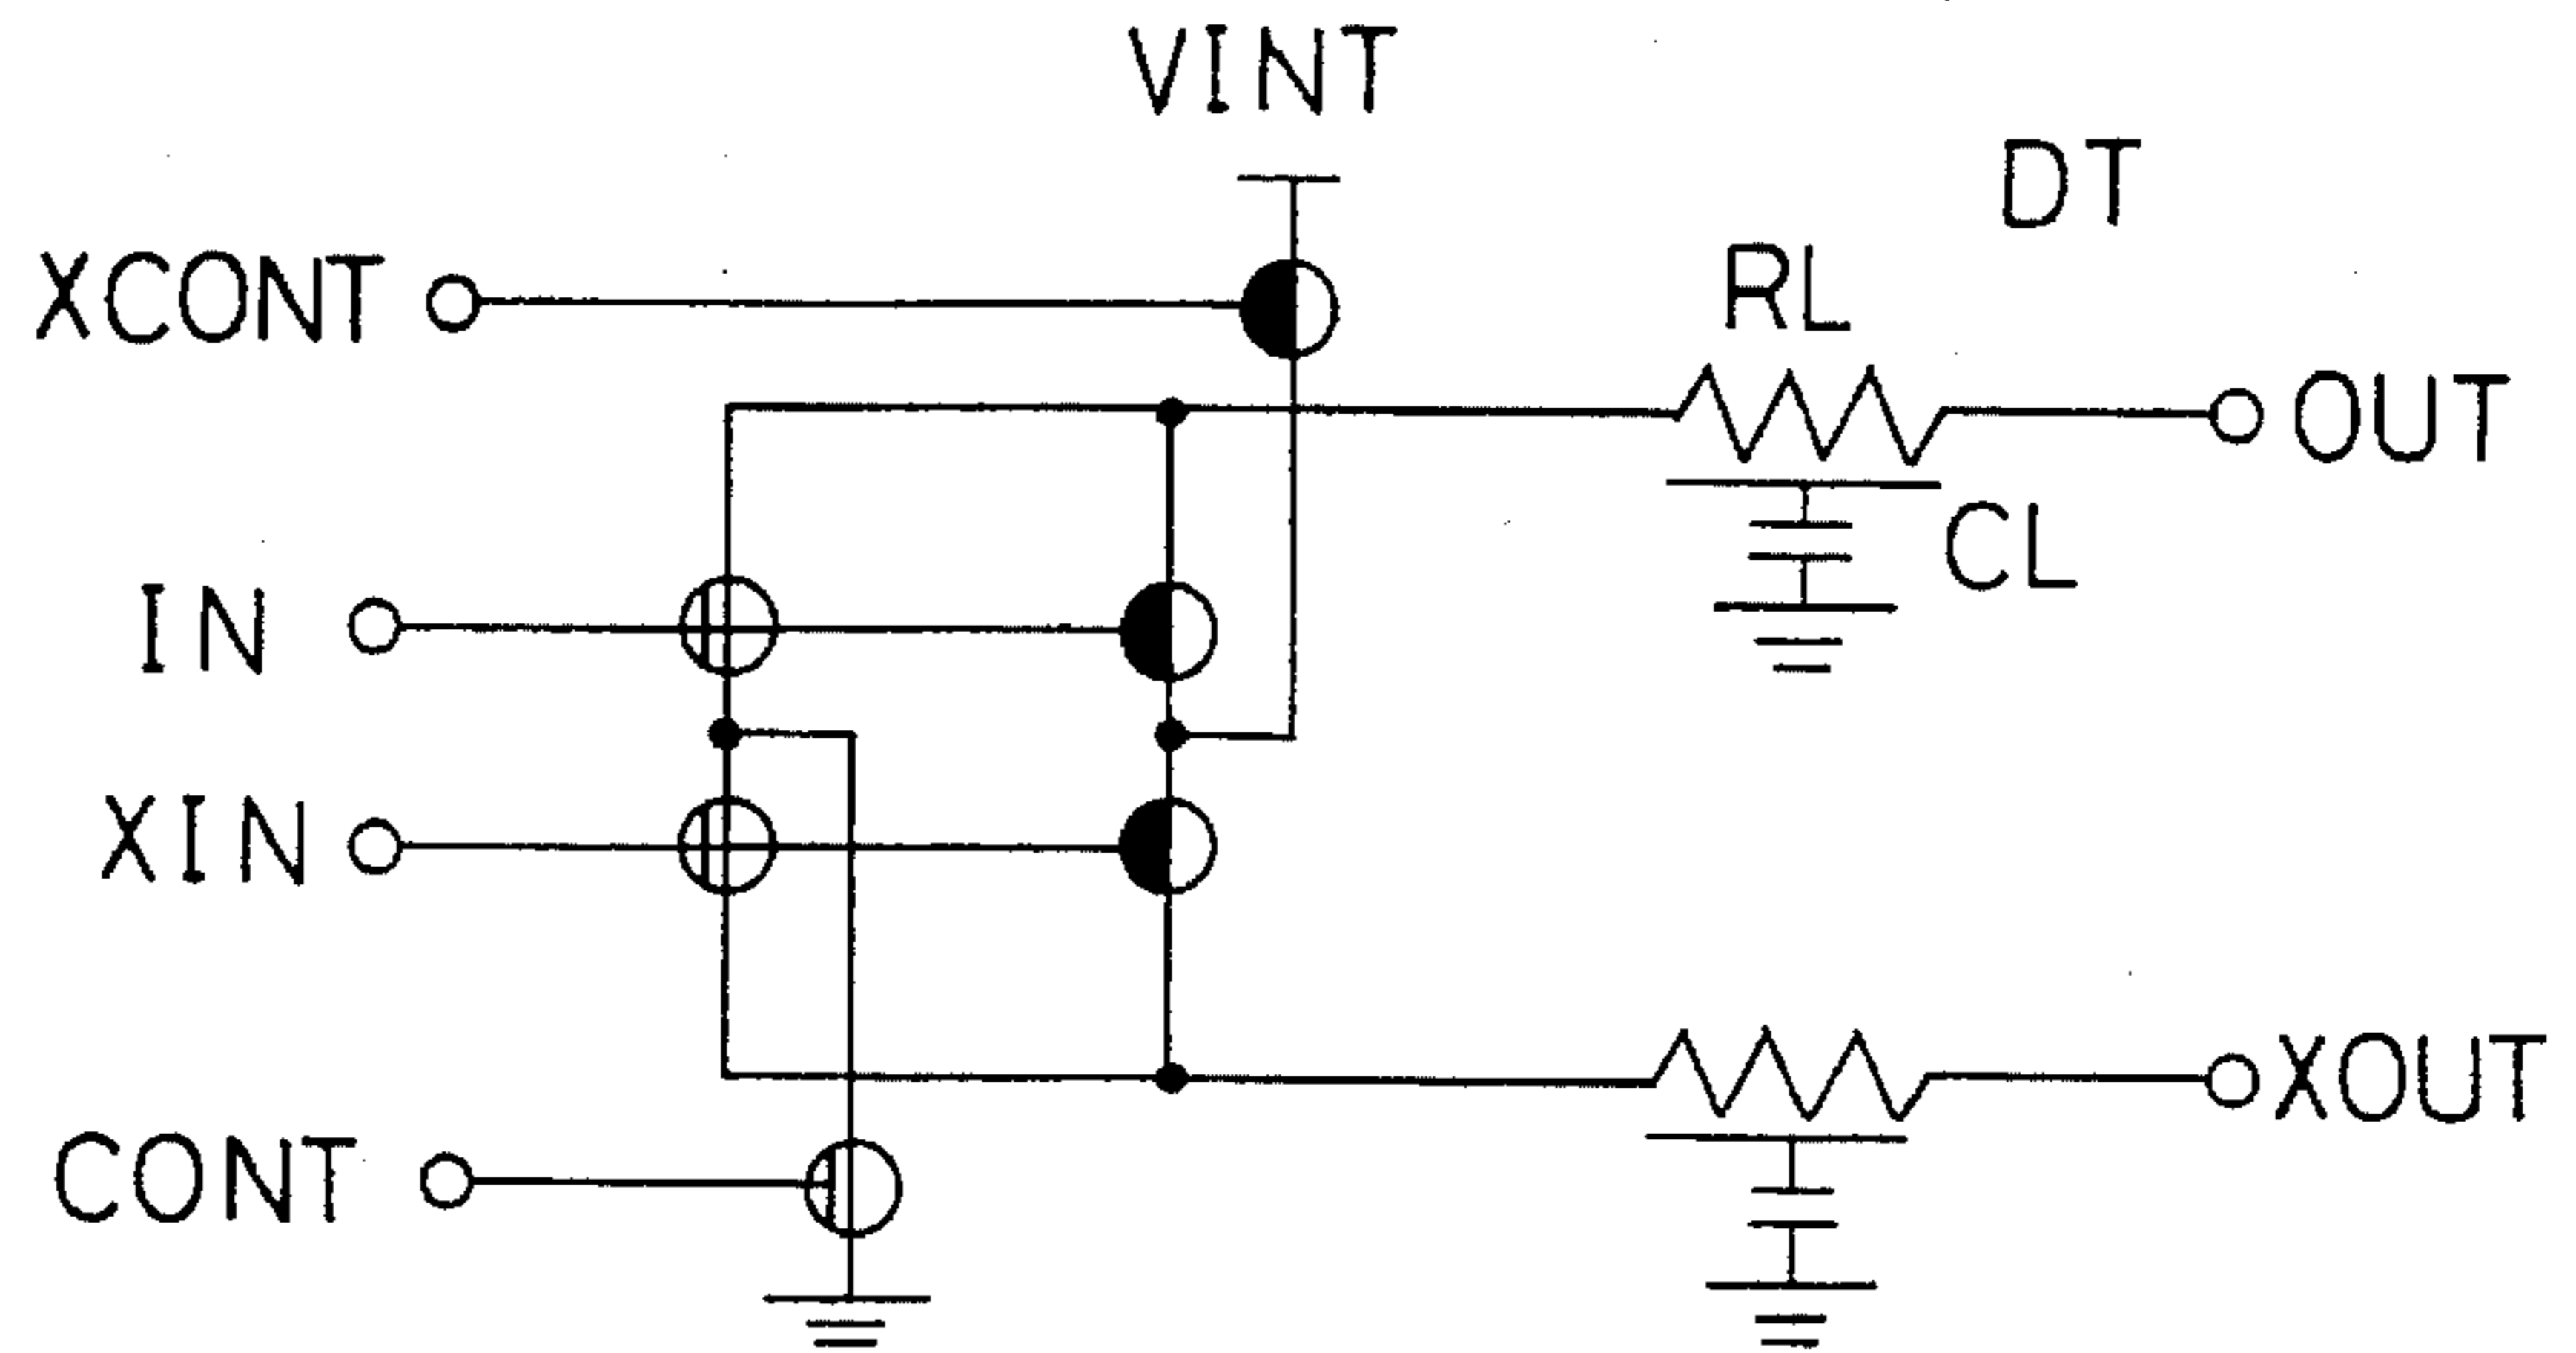 VINT
DT
XCONT
RL
OUT
CL
IN
XIN
XOUT
CONT